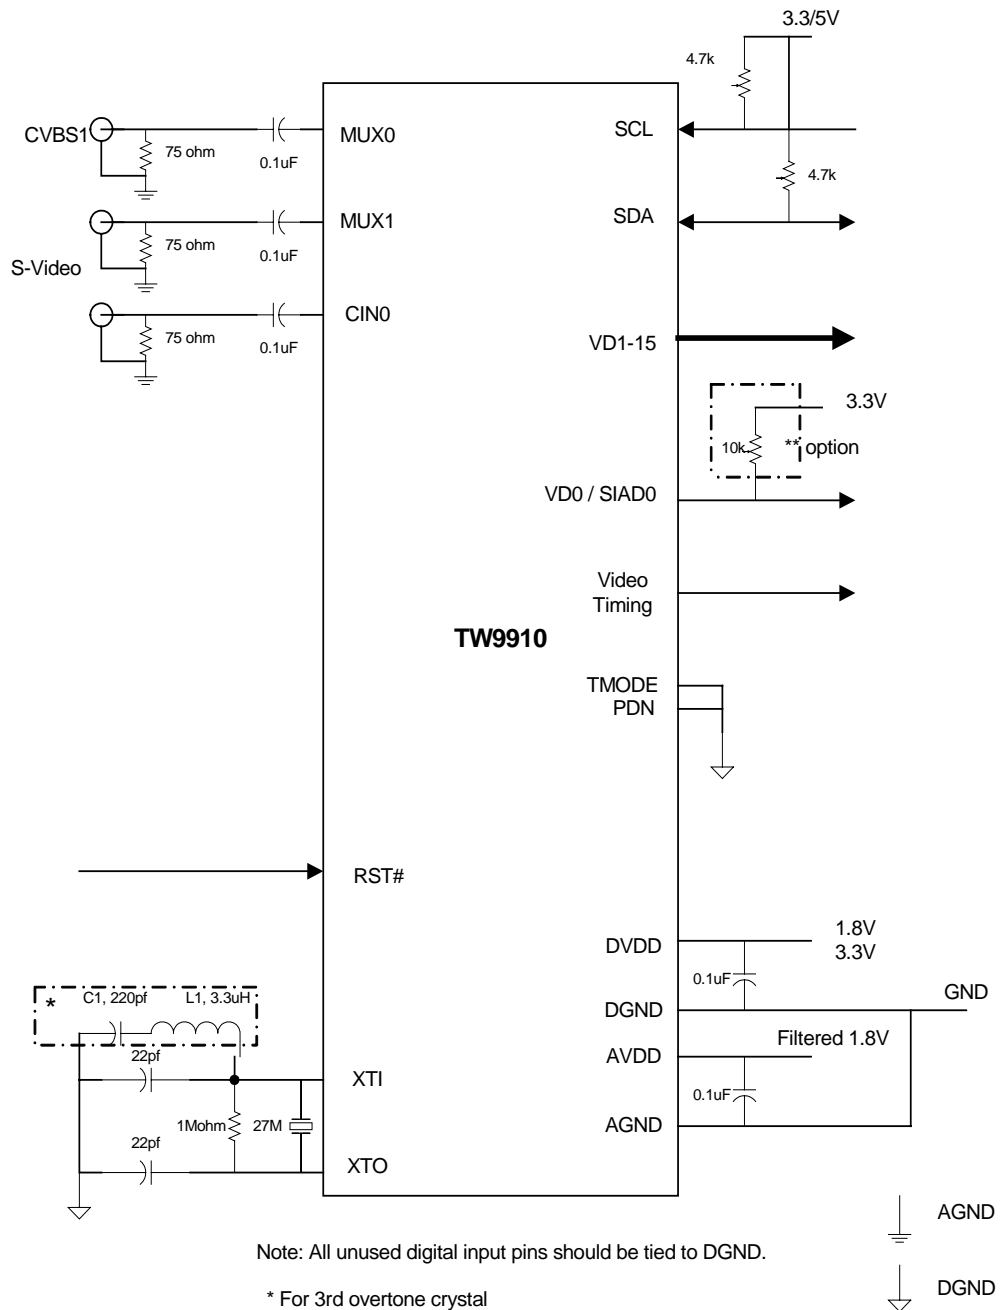 3.3/5V
4.7k
CVBS1
75 ohm
0.1uF
MUX0
SCL
4.7k
MUX1
SDA
75 ohm
0.1uF
S-Video
CIN0
75 ohm
0.1uF
VD1-15
3.3V
10k
** option
VD0 / SIAD0
Video
Timing
TW9910
TMODE
PDN
RST#
DVDD
1.8V
3.3V
0.1uF
* C1, 220pf L1, 3.3uH
DGND
GND
22pf
AVDD
Filtered 1.8V
XTI
0.1uF
1Mohm
27M
AGND
22pf
XTO
AGND
Note: All unused digital input pins should be tied to DGND.
DGND
* For 3rd overtone crystal